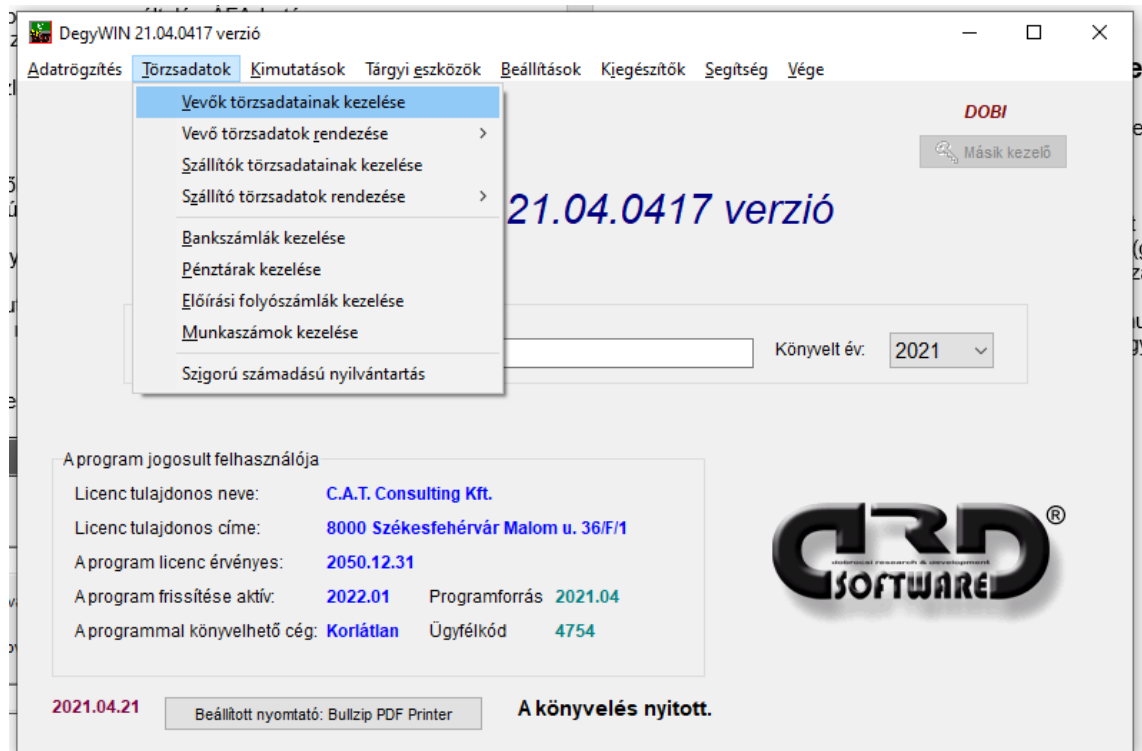 DegyWIN 21.04.0417 verzió
Adatrögzítés Törzsadatok Kimutatások Tárgyi eszközök Beállítások Kiegészítők Segítség Vége
Vevők törzsadatainak kezelése
Vevő törzsadatok rendezése
Szállítók törzsadatainak kezelése
Szállító törzsadatok rendezése
Bankszámlák kezelése
Pénztárak kezelése
Előírási folyószámlák kezelése
Munkaszámok kezelése
Szigorú számadású nyilvántartás
DOBI
Másik kezelő
21.04.0417 verzió
Könyvelt év: 2021
A program jogosult felhasználója
Licenc tulajdonos neve: C.A.T. Consulting Kft.
Licenc tulajdonos címe: 8000 Székesfehérvár Malom u. 36/F/1
A program licenc érvényes: 2050.12.31
A program frissítése aktív: 2022.01 Programforrás 2021.04
A programmal könyvelhető cég: Korlátlan Ügyfélkód 4754
DRD ®
debrecei research & development
SOFTWARE
2021.04.21 Beállított nyomtató: Bullzip PDF Printer A könyvelés nyitott.